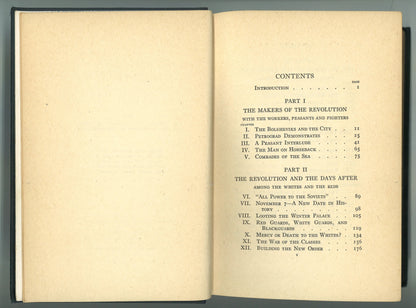 CONTENTS
PAGE
INTRODUCTION . . . . . . . 1
PART I
THE MAKERS OF THE REVOLUTION
WITH THE WORKERS, PEASANTS AND FIGHTERS
CHAPTER
I. THE BOLSHEVIKS AND THE CITY . . 11
II. PETROGRAD DEMONSTRATES . . . 25
III. A PEASANT INTERLUDE . . . . 41
IV. THE MAN ON HORSEBACK . . . . 65
V. COMRADES OF THE SEA . . . . 75
PART II
THE REVOLUTION AND THE DAYS AFTER
AMONG THE WHITES AND THE REDS
VI. "ALL POWER TO THE SOVIETS" . . 89
VII. NOVEMBER 7—A NEW DATE IN HIS-
TORY . . . . . . . 98
VIII. LOOTING THE WINTER PALACE . . 105
IX. RED GUARDS, WHITE GUARDS, AND
BLACKGUARDS . . . . . 119
X. MERCY OR DEATH TO THE WHITES? . 134
XI. THE WAR OF THE CLASSES . . . 156
XII. BUILDING THE NEW ORDER . . . 176
v